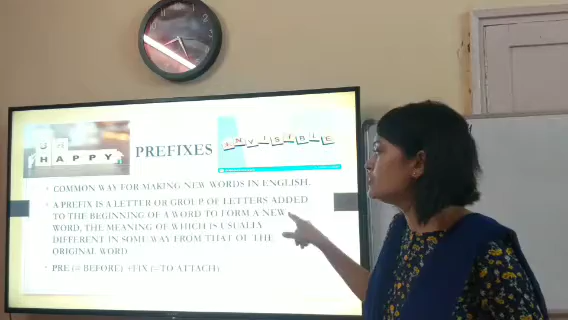 UN
HAPPY
PREFIXES
INVISIBLE
• COMMON WAY FOR MAKING NEW WORDS IN ENGLISH.
• A PREFIX IS A LETTER OR GROUP OF LETTERS ADDED
TO THE BEGINNING OF A WORD TO FORM A NEW
WORD, THE MEANING OF WHICH IS USUALLY
DIFFERENT IN SOME WAY FROM THAT OF THE
ORIGINAL WORD
• PRE (= BEFORE) +FIX (=TO ATTACH)